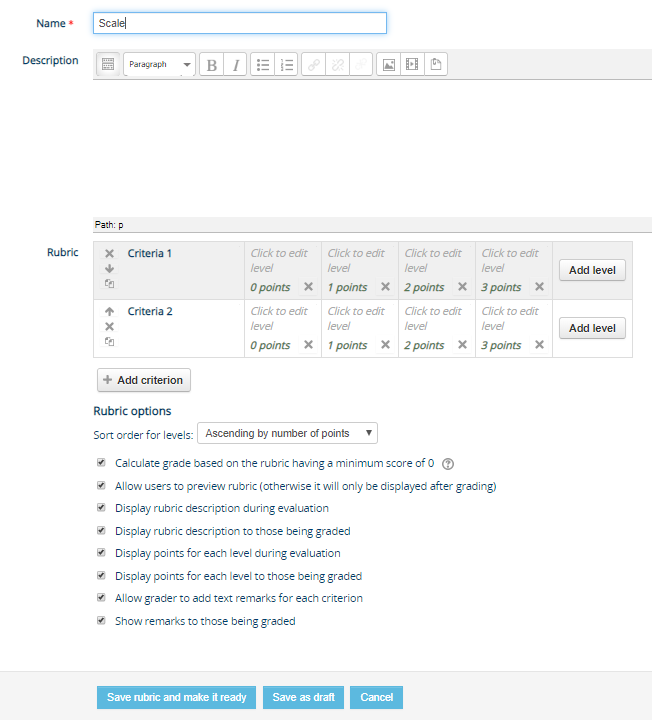 Name *
Scale
Description
Paragraph
B I
Path: p
Rubric
Criteria 1
Click to edit level
0 points
Click to edit level
1 points
Click to edit level
2 points
Click to edit level
3 points
Add level
Criteria 2
Click to edit level
0 points
Click to edit level
1 points
Click to edit level
2 points
Click to edit level
3 points
Add level
+ Add criterion
Rubric options
Sort order for levels: Ascending by number of points
Calculate grade based on the rubric having a minimum score of 0 ?
Allow users to preview rubric (otherwise it will only be displayed after grading)
Display rubric description during evaluation
Display rubric description to those being graded
Display points for each level during evaluation
Display points for each level to those being graded
Allow grader to add text remarks for each criterion
Show remarks to those being graded
Save rubric and make it ready
Save as draft
Cancel